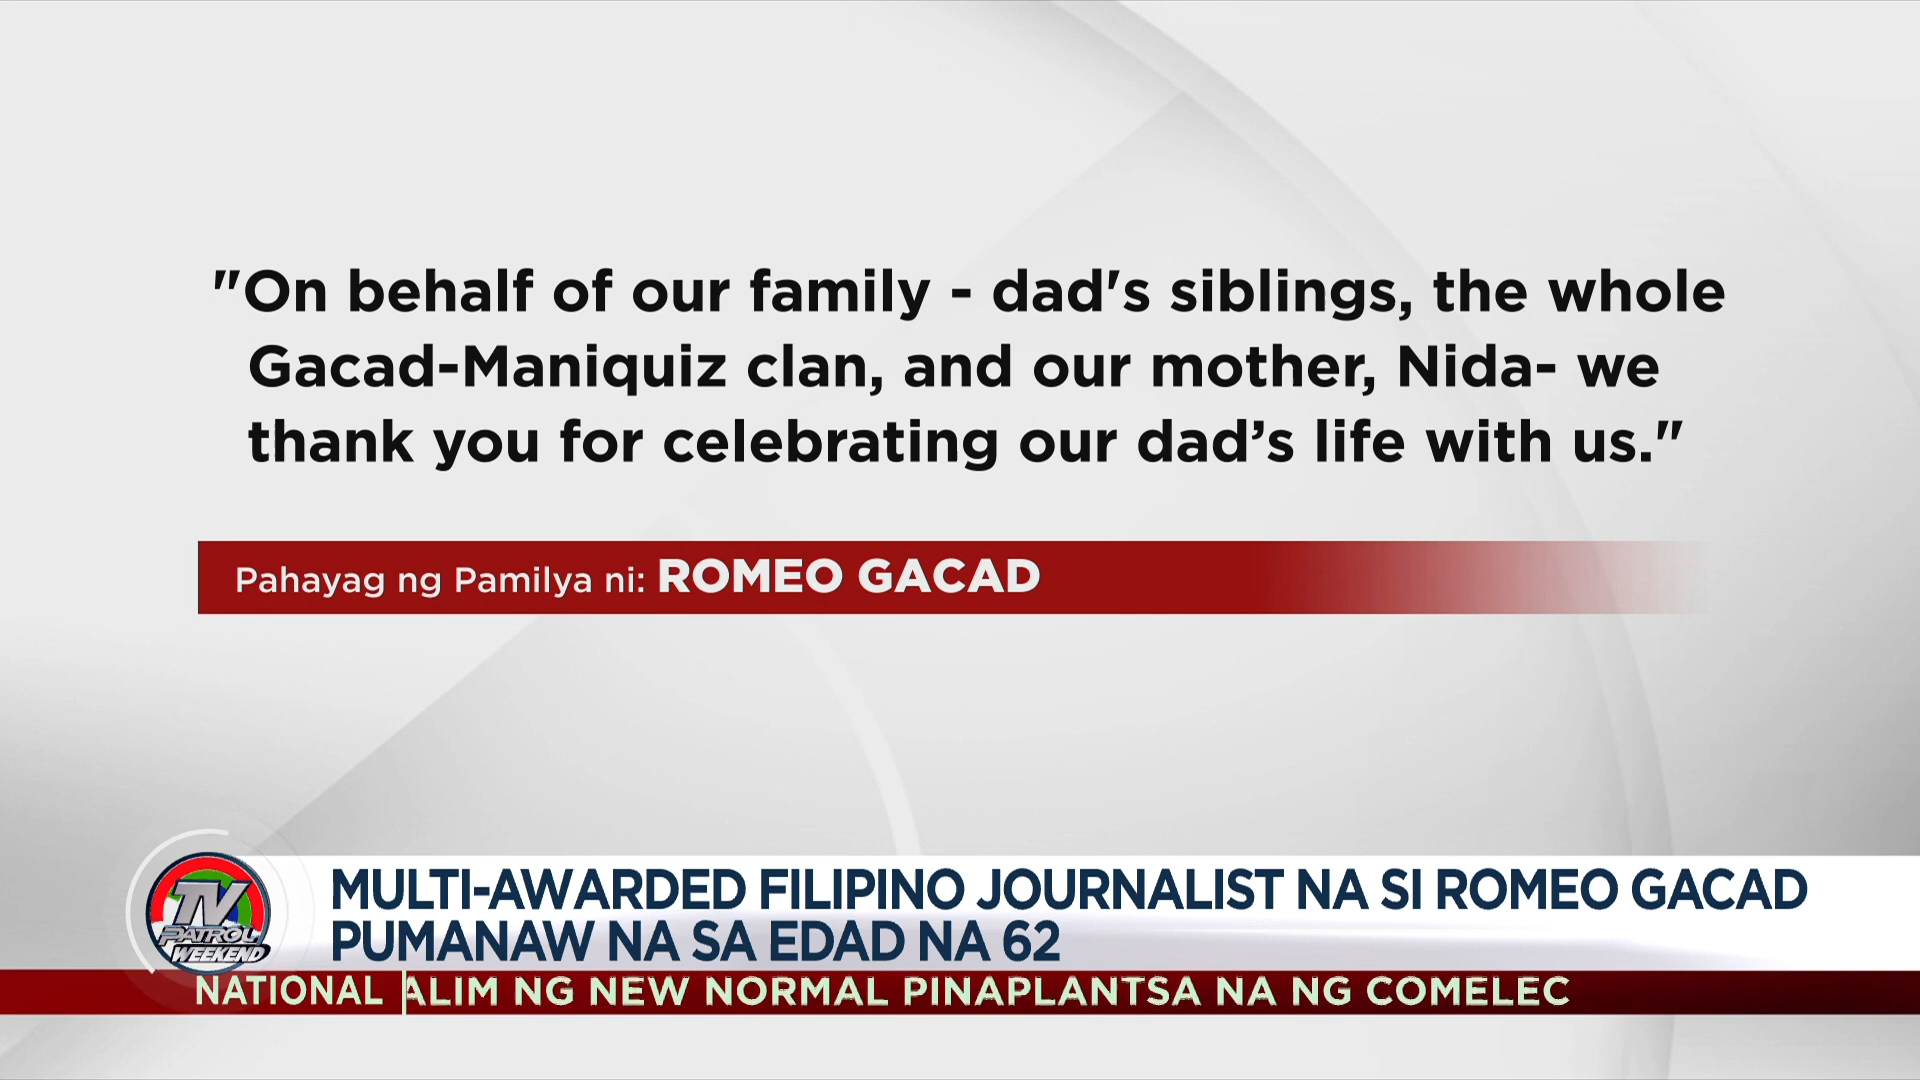 "On behalf of our family - dad's siblings, the whole
Gacad-Maniquiz clan, and our mother, Nida- we
thank you for celebrating our dad’s life with us."
Pahayag ng Pamilya ni: ROMEO GACAD
MULTI-AWARDED FILIPINO JOURNALIST NA SI ROMEO GACAD
PUMANAW NA SA EDAD NA 62
TV
PATROL
WEEKEND
NATIONAL ALIM NG NEW NORMAL PINAPLANTSA NA NG COMELEC